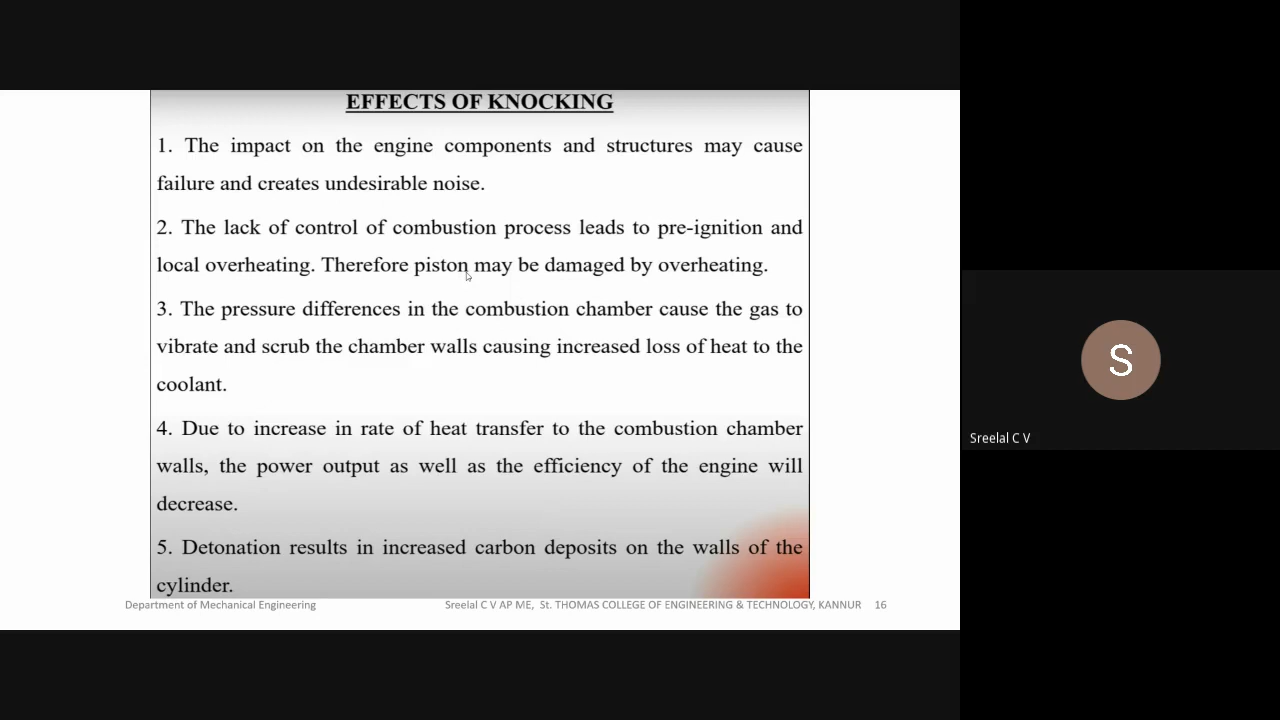 EFFECTS OF KNOCKING
1. The impact on the engine components and structures may cause
failure and creates undesirable noise.
2. The lack of control of combustion process leads to pre-ignition and
local overheating. Therefore piston may be damaged by overheating.
3. The pressure differences in the combustion chamber cause the gas to
vibrate and scrub the chamber walls causing increased loss of heat to the
coolant.
4. Due to increase in rate of heat transfer to the combustion chamber
walls, the power output as well as the efficiency of the engine will
decrease.
5. Detonation results in increased carbon deposits on the walls of the
cylinder.
Department of Mechanical Engineering
Sreelal C V AP ME, St. THOMAS COLLEGE OF ENGINEERING & TECHNOLOGY, KANNUR 16
S
Sreelal C V